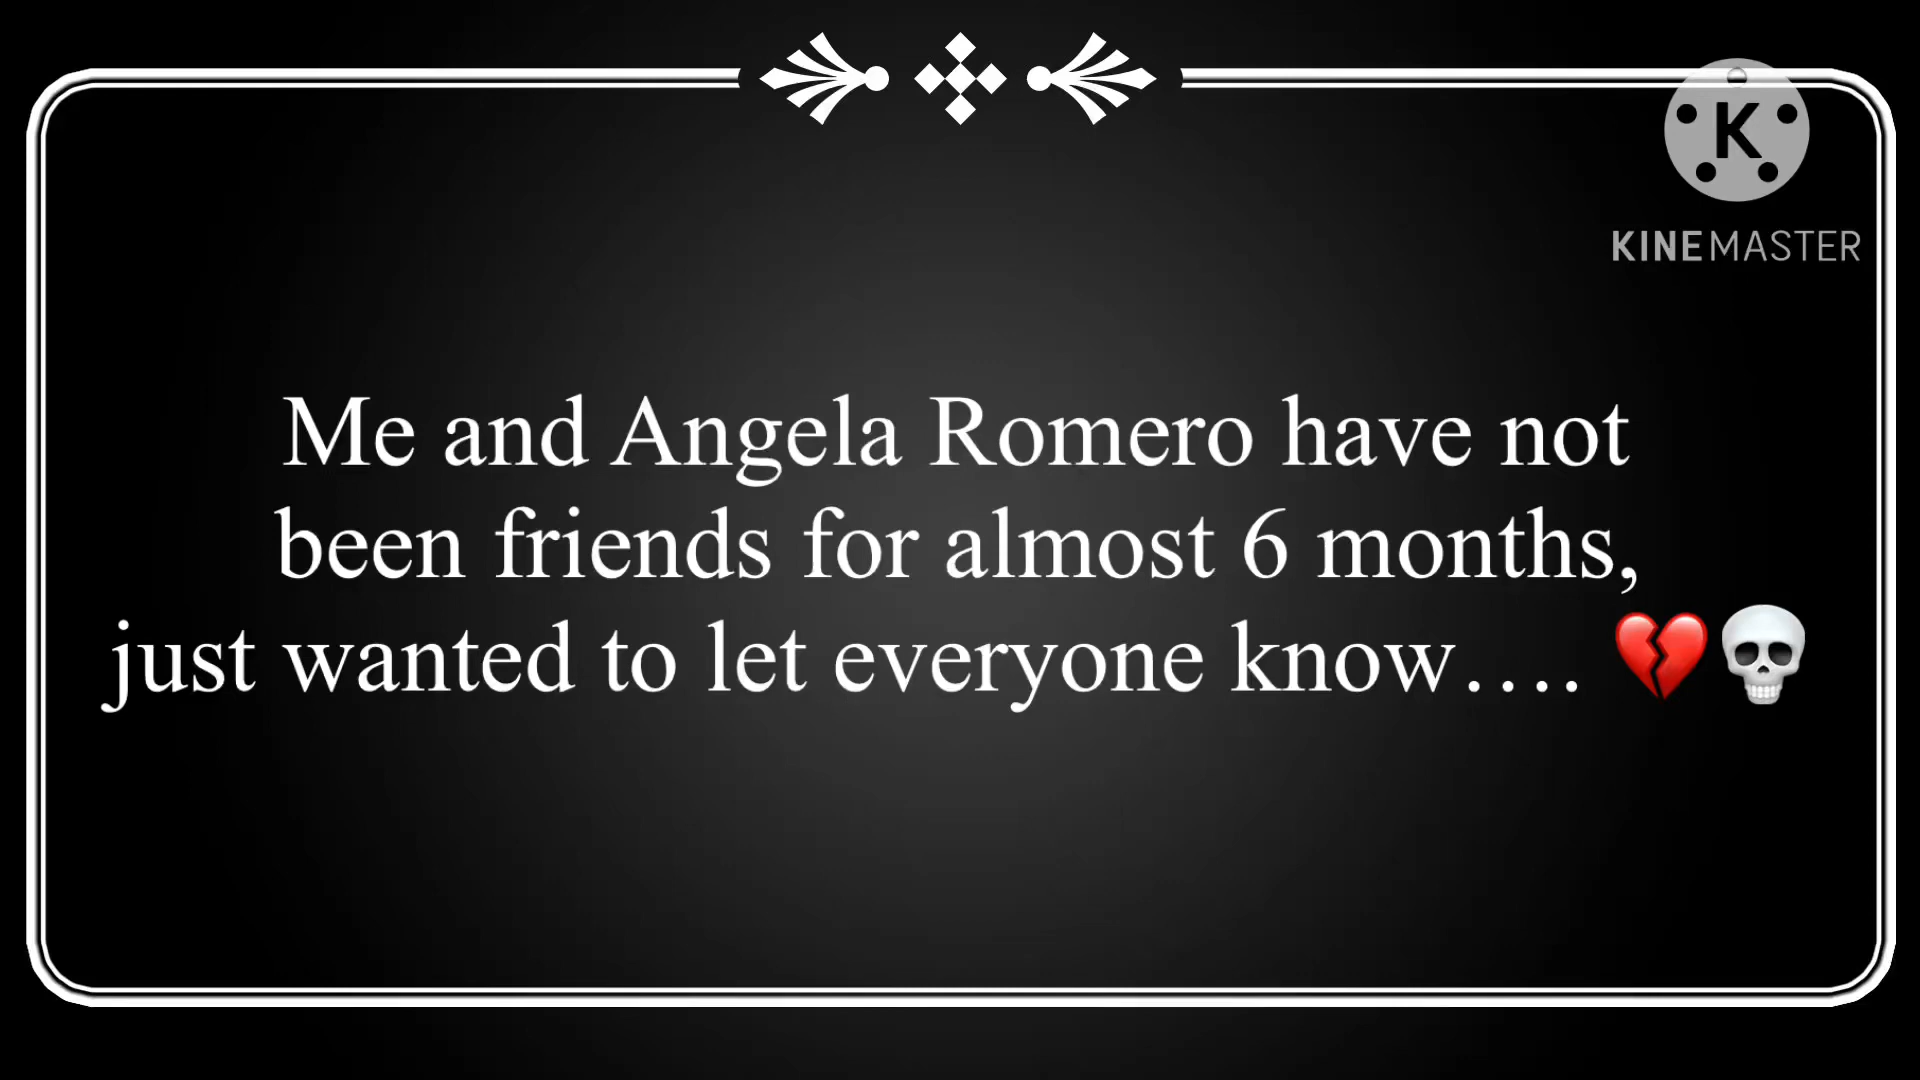 K
KINEMASTER
Me and Angela Romero have not
been friends for almost 6 months,
just wanted to let everyone know…. 💔💀